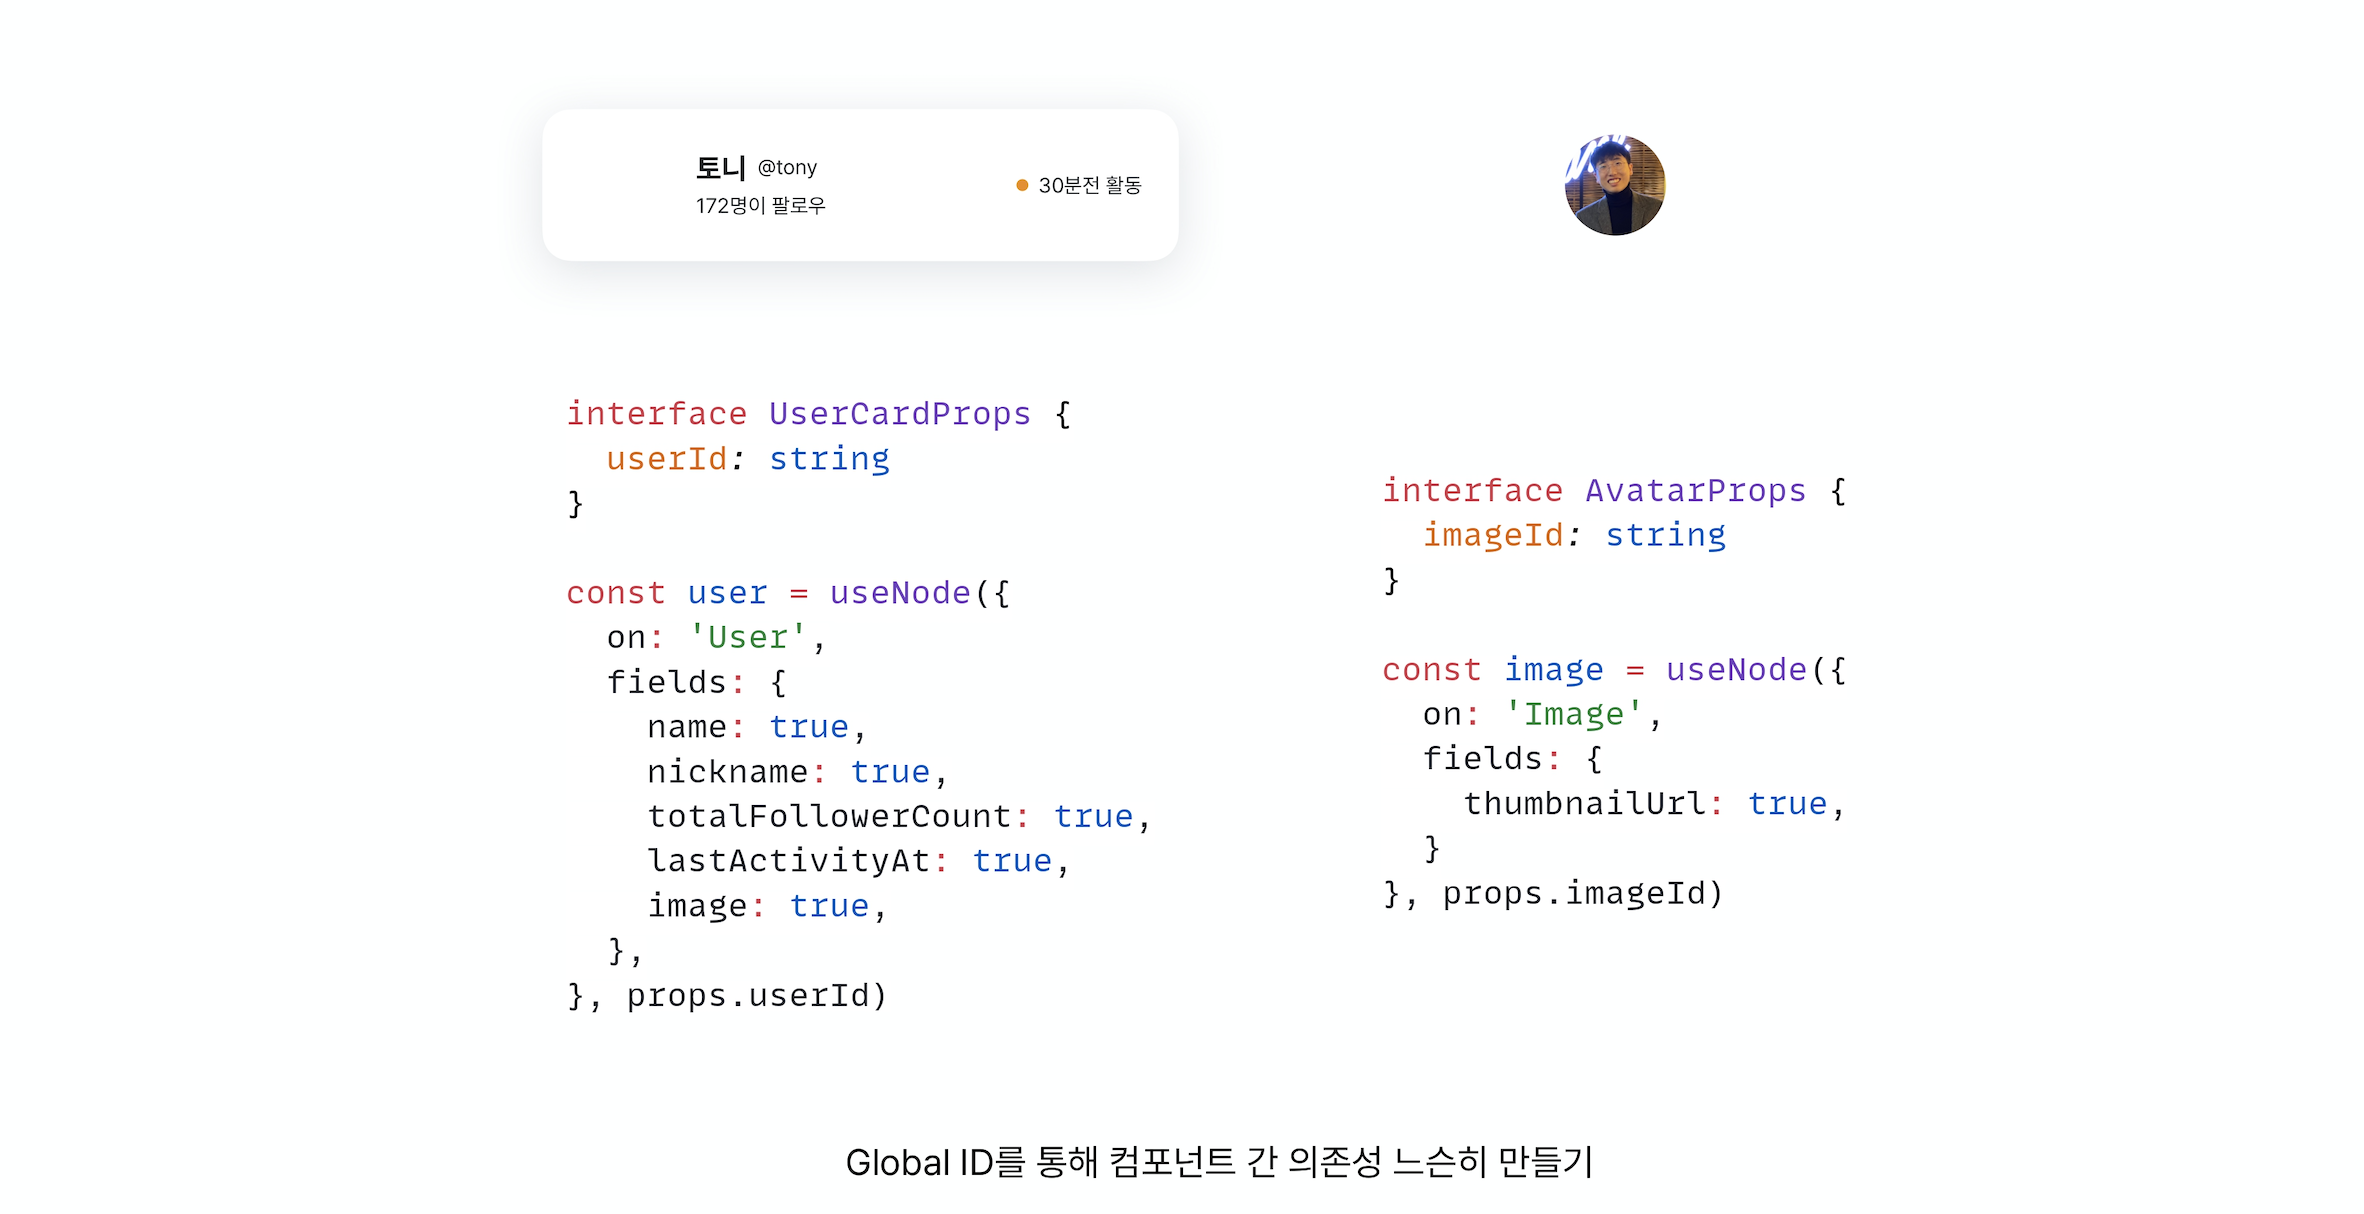 토니 @tony
172명이 팔로우
30분전 활동
interface UserCardProps {
  userId: string
}
const user = useNode({
  on: 'User',
  fields: {
    name: true,
    nickname: true,
    totalFollowerCount: true,
    lastActivityAt: true,
    image: true,
  },
}, props.userId)
interface AvatarProps {
  imageId: string
}
const image = useNode({
  on: 'Image',
  fields: {
    thumbnailUrl: true,
  }
}, props.imageId)
Global ID를 통해 컴포넌트 간 의존성 느슨히 만들기